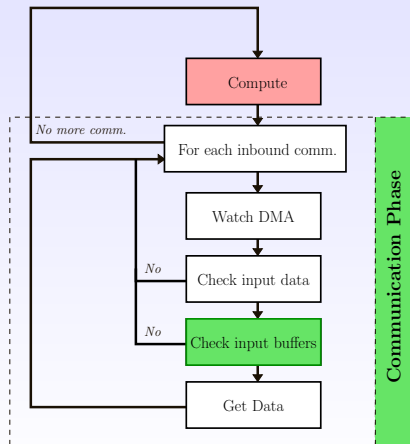 Compute
No more comm.
For each inbound comm.
Watch DMA
No
Check input data
No
Check input buffers
Get Data
Communication Phase